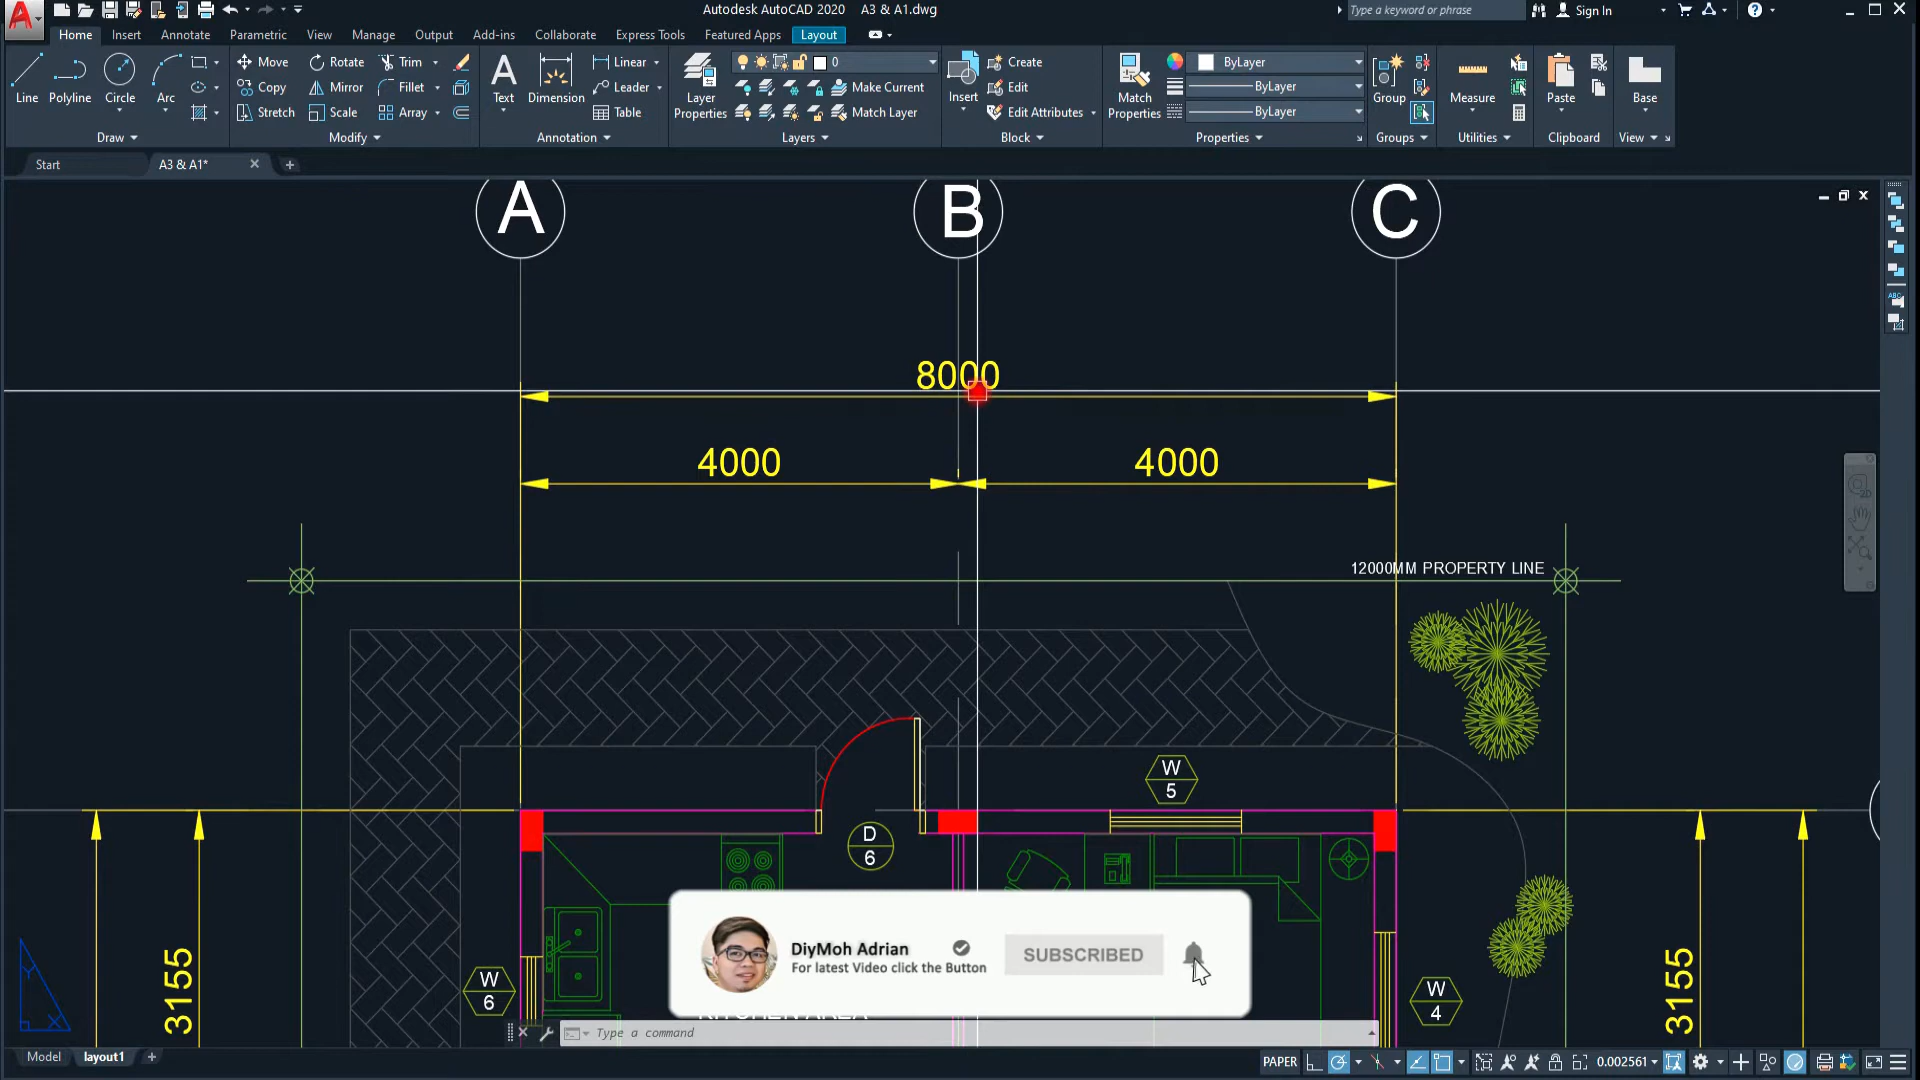 Autodesk AutoCAD 2020 A3 & A1.dwg
Type a keyword or phrase
Sign In
Home Insert Annotate Parametric View Manage Output Add-ins Collaborate Express Tools Featured Apps Layout
Line Polyline Circle Arc
Move Rotate Trim
Copy Mirror Fillet
Stretch Scale Array
Text Dimension
Linear
Leader
Table
Layer Properties
0
Make Current
Match Layer
Insert
Create
Edit
Edit Attributes
Match Properties
ByLayer
ByLayer
ByLayer
Group
Measure
Paste
Base
Draw Modify Annotation Layers Block Properties Groups Utilities Clipboard View
Start A3 & A1*
A B C
8000
4000 4000
12000MM PROPERTY LINE
W
5
D
6
W
6
W
4
3155
3155
DiyMoh Adrian
For latest Video click the Button
SUBSCRIBED
KITCHEN AREA
Type a command
Model layout1
PAPER 0.002561